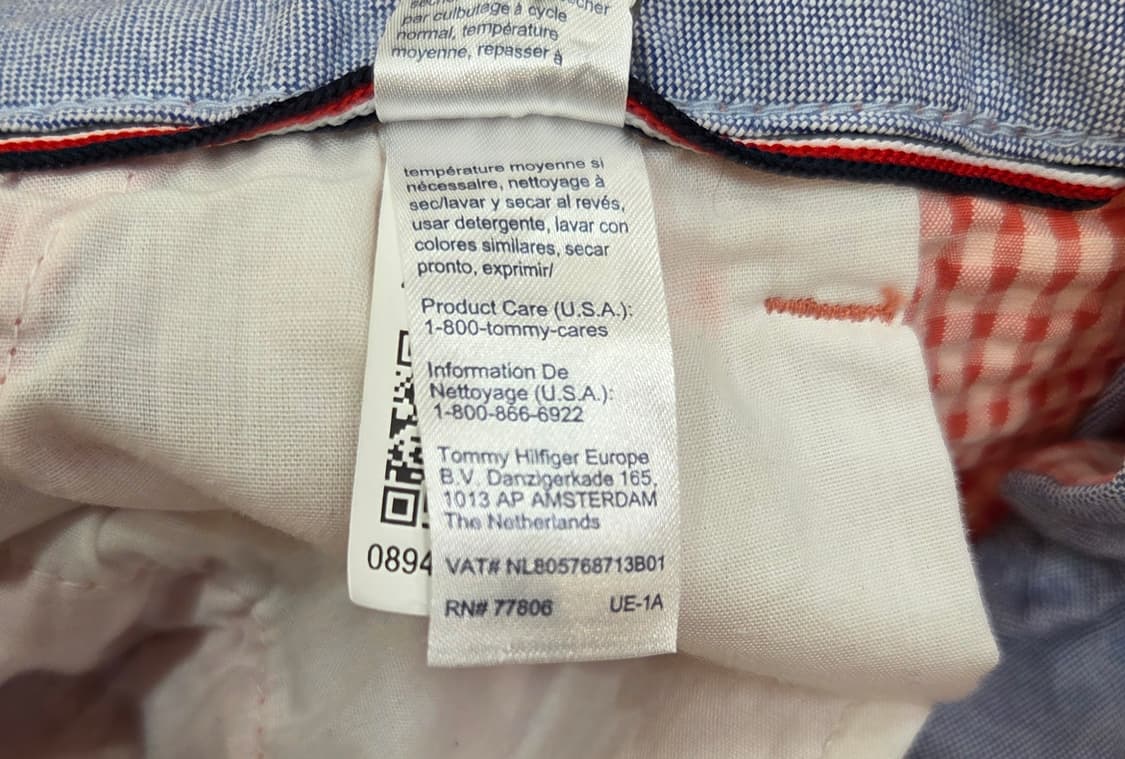 par culbutage à cycle
normal, température
moyenne, repasser à
température moyenne si
nécessaire, nettoyage à
sec/lavar y secar al revés,
usar detergente, lavar con
colores similares, secar
pronto, exprimir/
Product Care (U.S.A.):
1-800-tommy-cares
Information De
Nettoyage (U.S.A.):
1-800-866-6922
Tommy Hilfiger Europe
B.V. Danzigerkade 165,
1013 AP AMSTERDAM
The Netherlands
VAT# NL805768713B01
RN# 77806 UE-1A
0894